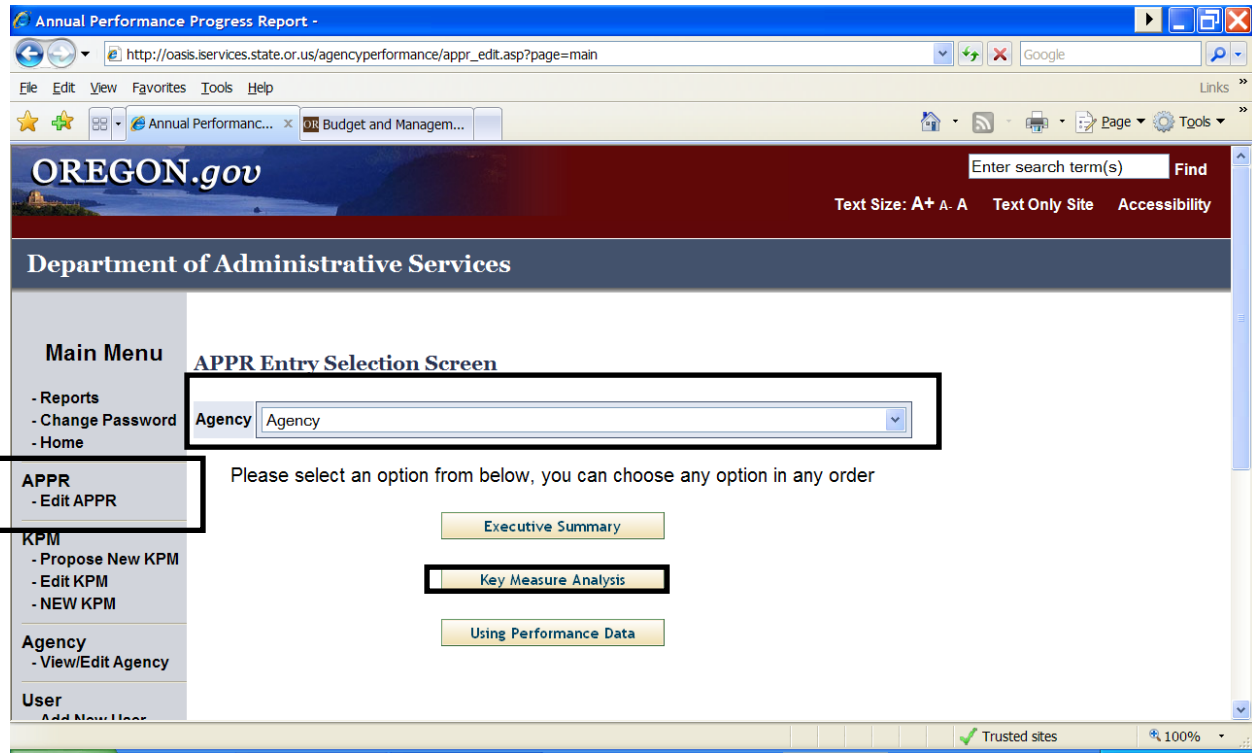 Annual Performance Progress Report -
http://oasis.iservices.state.or.us/agencyperformance/appr_edit.asp?page=main
Google
File Edit View Favorites Tools Help
Links »
Annual Performanc... × OR Budget and Managem...
Page Tools »
OREGON.gov
Enter search term(s) Find
Text Size: A+ A- A Text Only Site Accessibility
Department of Administrative Services
Main Menu
- Reports
- Change Password
- Home
APPR
- Edit APPR
KPM
- Propose New KPM
- Edit KPM
- NEW KPM
Agency
- View/Edit Agency
User
- Add New User
APPR Entry Selection Screen
Agency Agency
Please select an option from below, you can choose any option in any order
Executive Summary
Key Measure Analysis
Using Performance Data
Trusted sites 100%